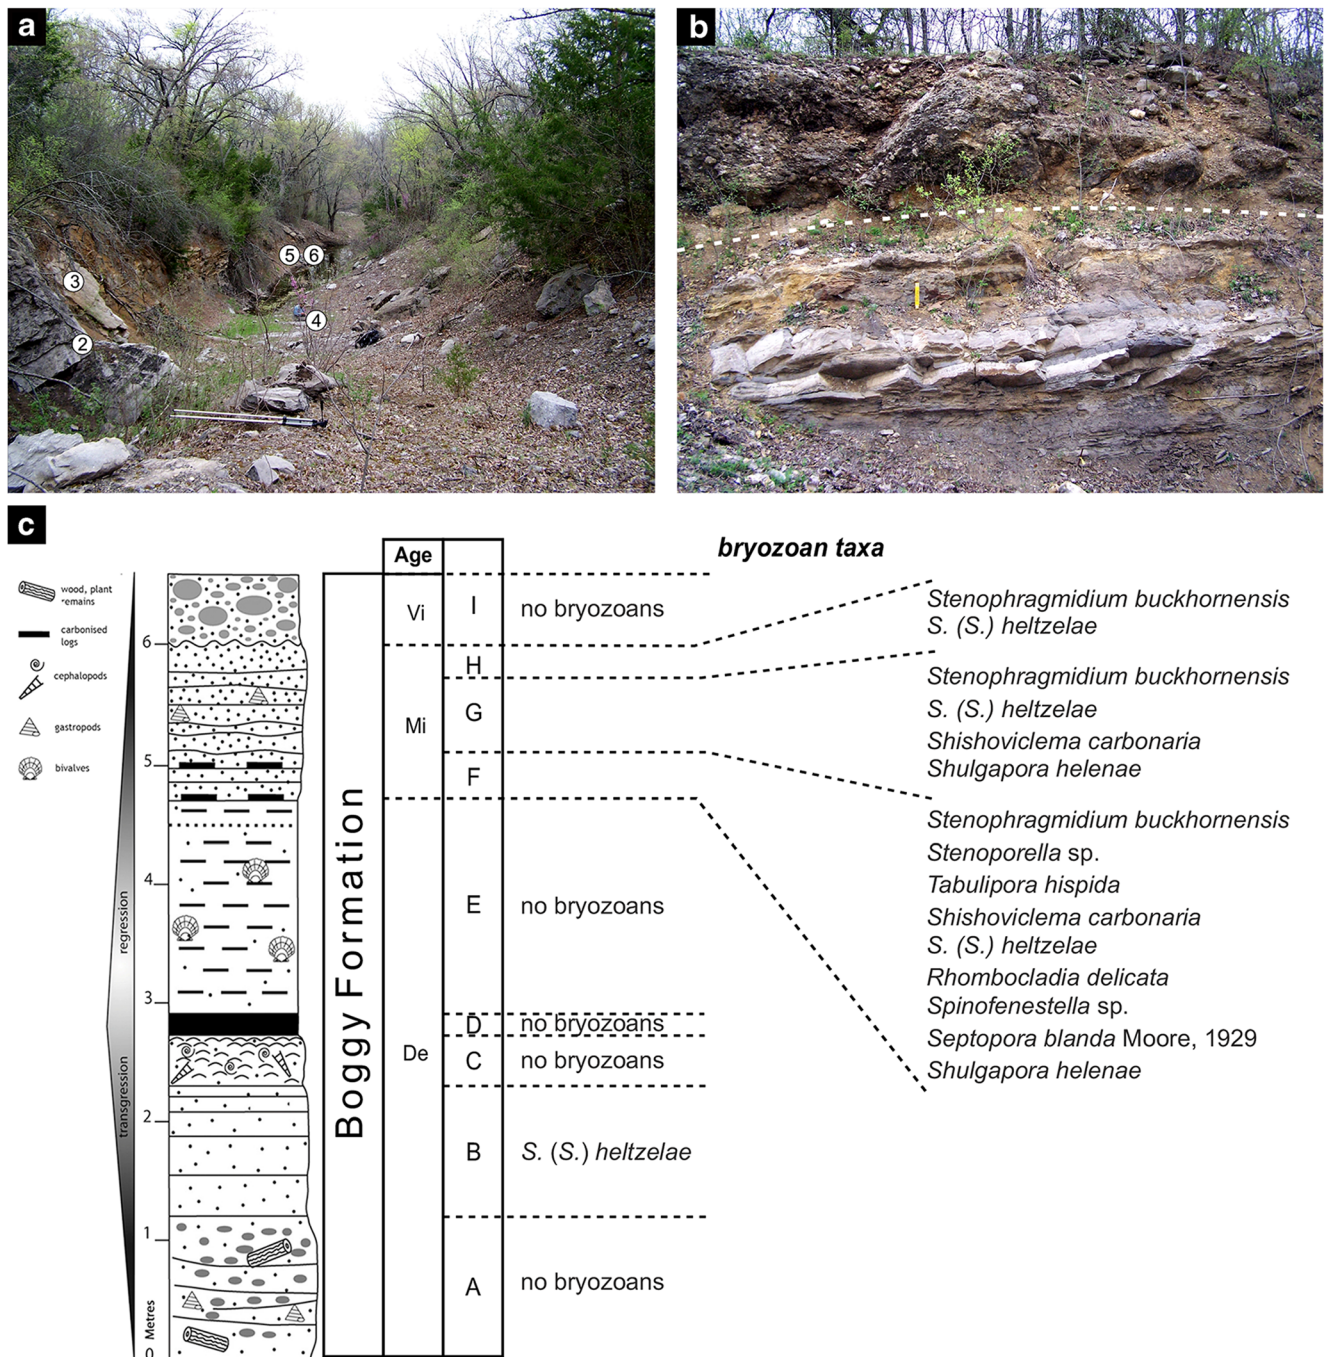 a
b
3
2
5
6
4
c
Age
bryozoan taxa
wood, plant
remains
carbonised
logs
cephalopods
gastropods
bivalves
regression
transgression
6
5
4
3
2
1
0
Metres
Boggy Formation
Vi
Mi
De
I
no bryozoans
H
G
F
E
no bryozoans
D
no bryozoans
C
no bryozoans
B
S. (S.) heltzelae
A
no bryozoans
Stenophragmidium buckhornensis
S. (S.) heltzelae
Stenophragmidium buckhornensis
S. (S.) heltzelae
Shishoviclema carbonaria
Shulgapora helenae
Stenophragmidium buckhornensis
Stenoporella sp.
Tabulipora hispida
Shishoviclema carbonaria
S. (S.) heltzelae
Rhombocladia delicata
Spinofenestella sp.
Septopora blanda Moore, 1929
Shulgapora helenae